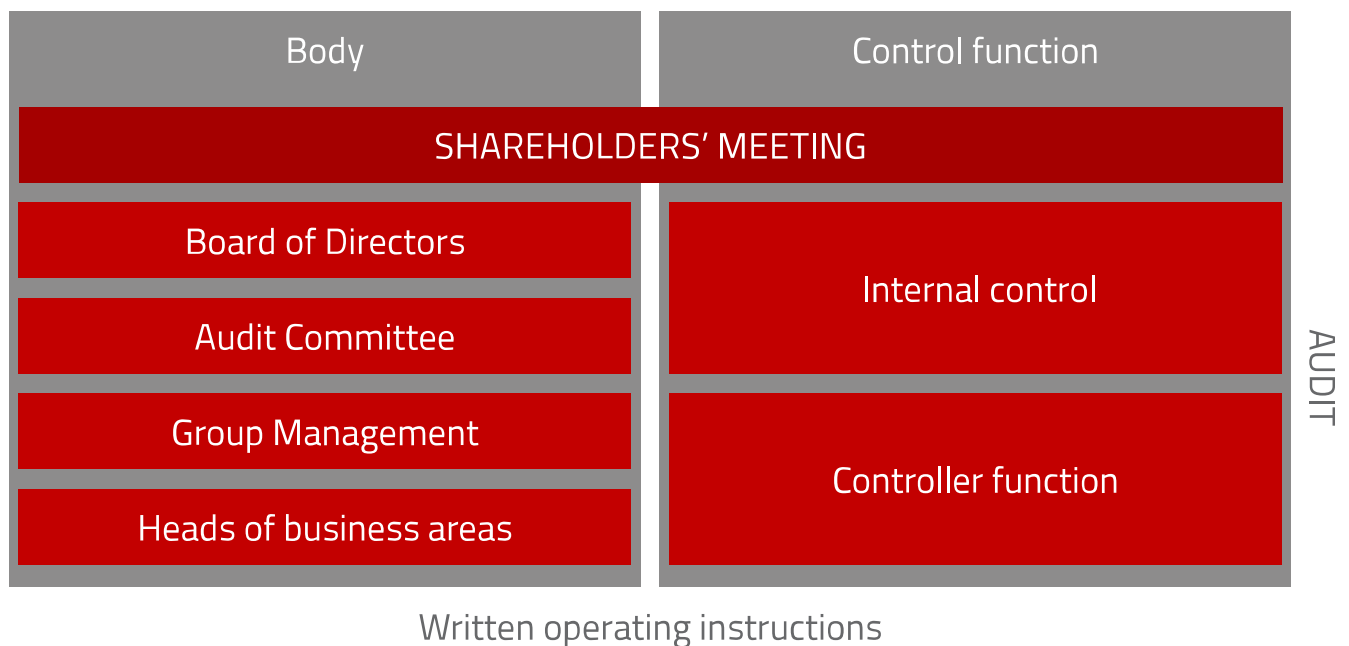 Body
Control function
SHAREHOLDERS’ MEETING
Board of Directors
Audit Committee
Group Management
Heads of business areas
Internal control
Controller function
AUDIT
Written operating instructions